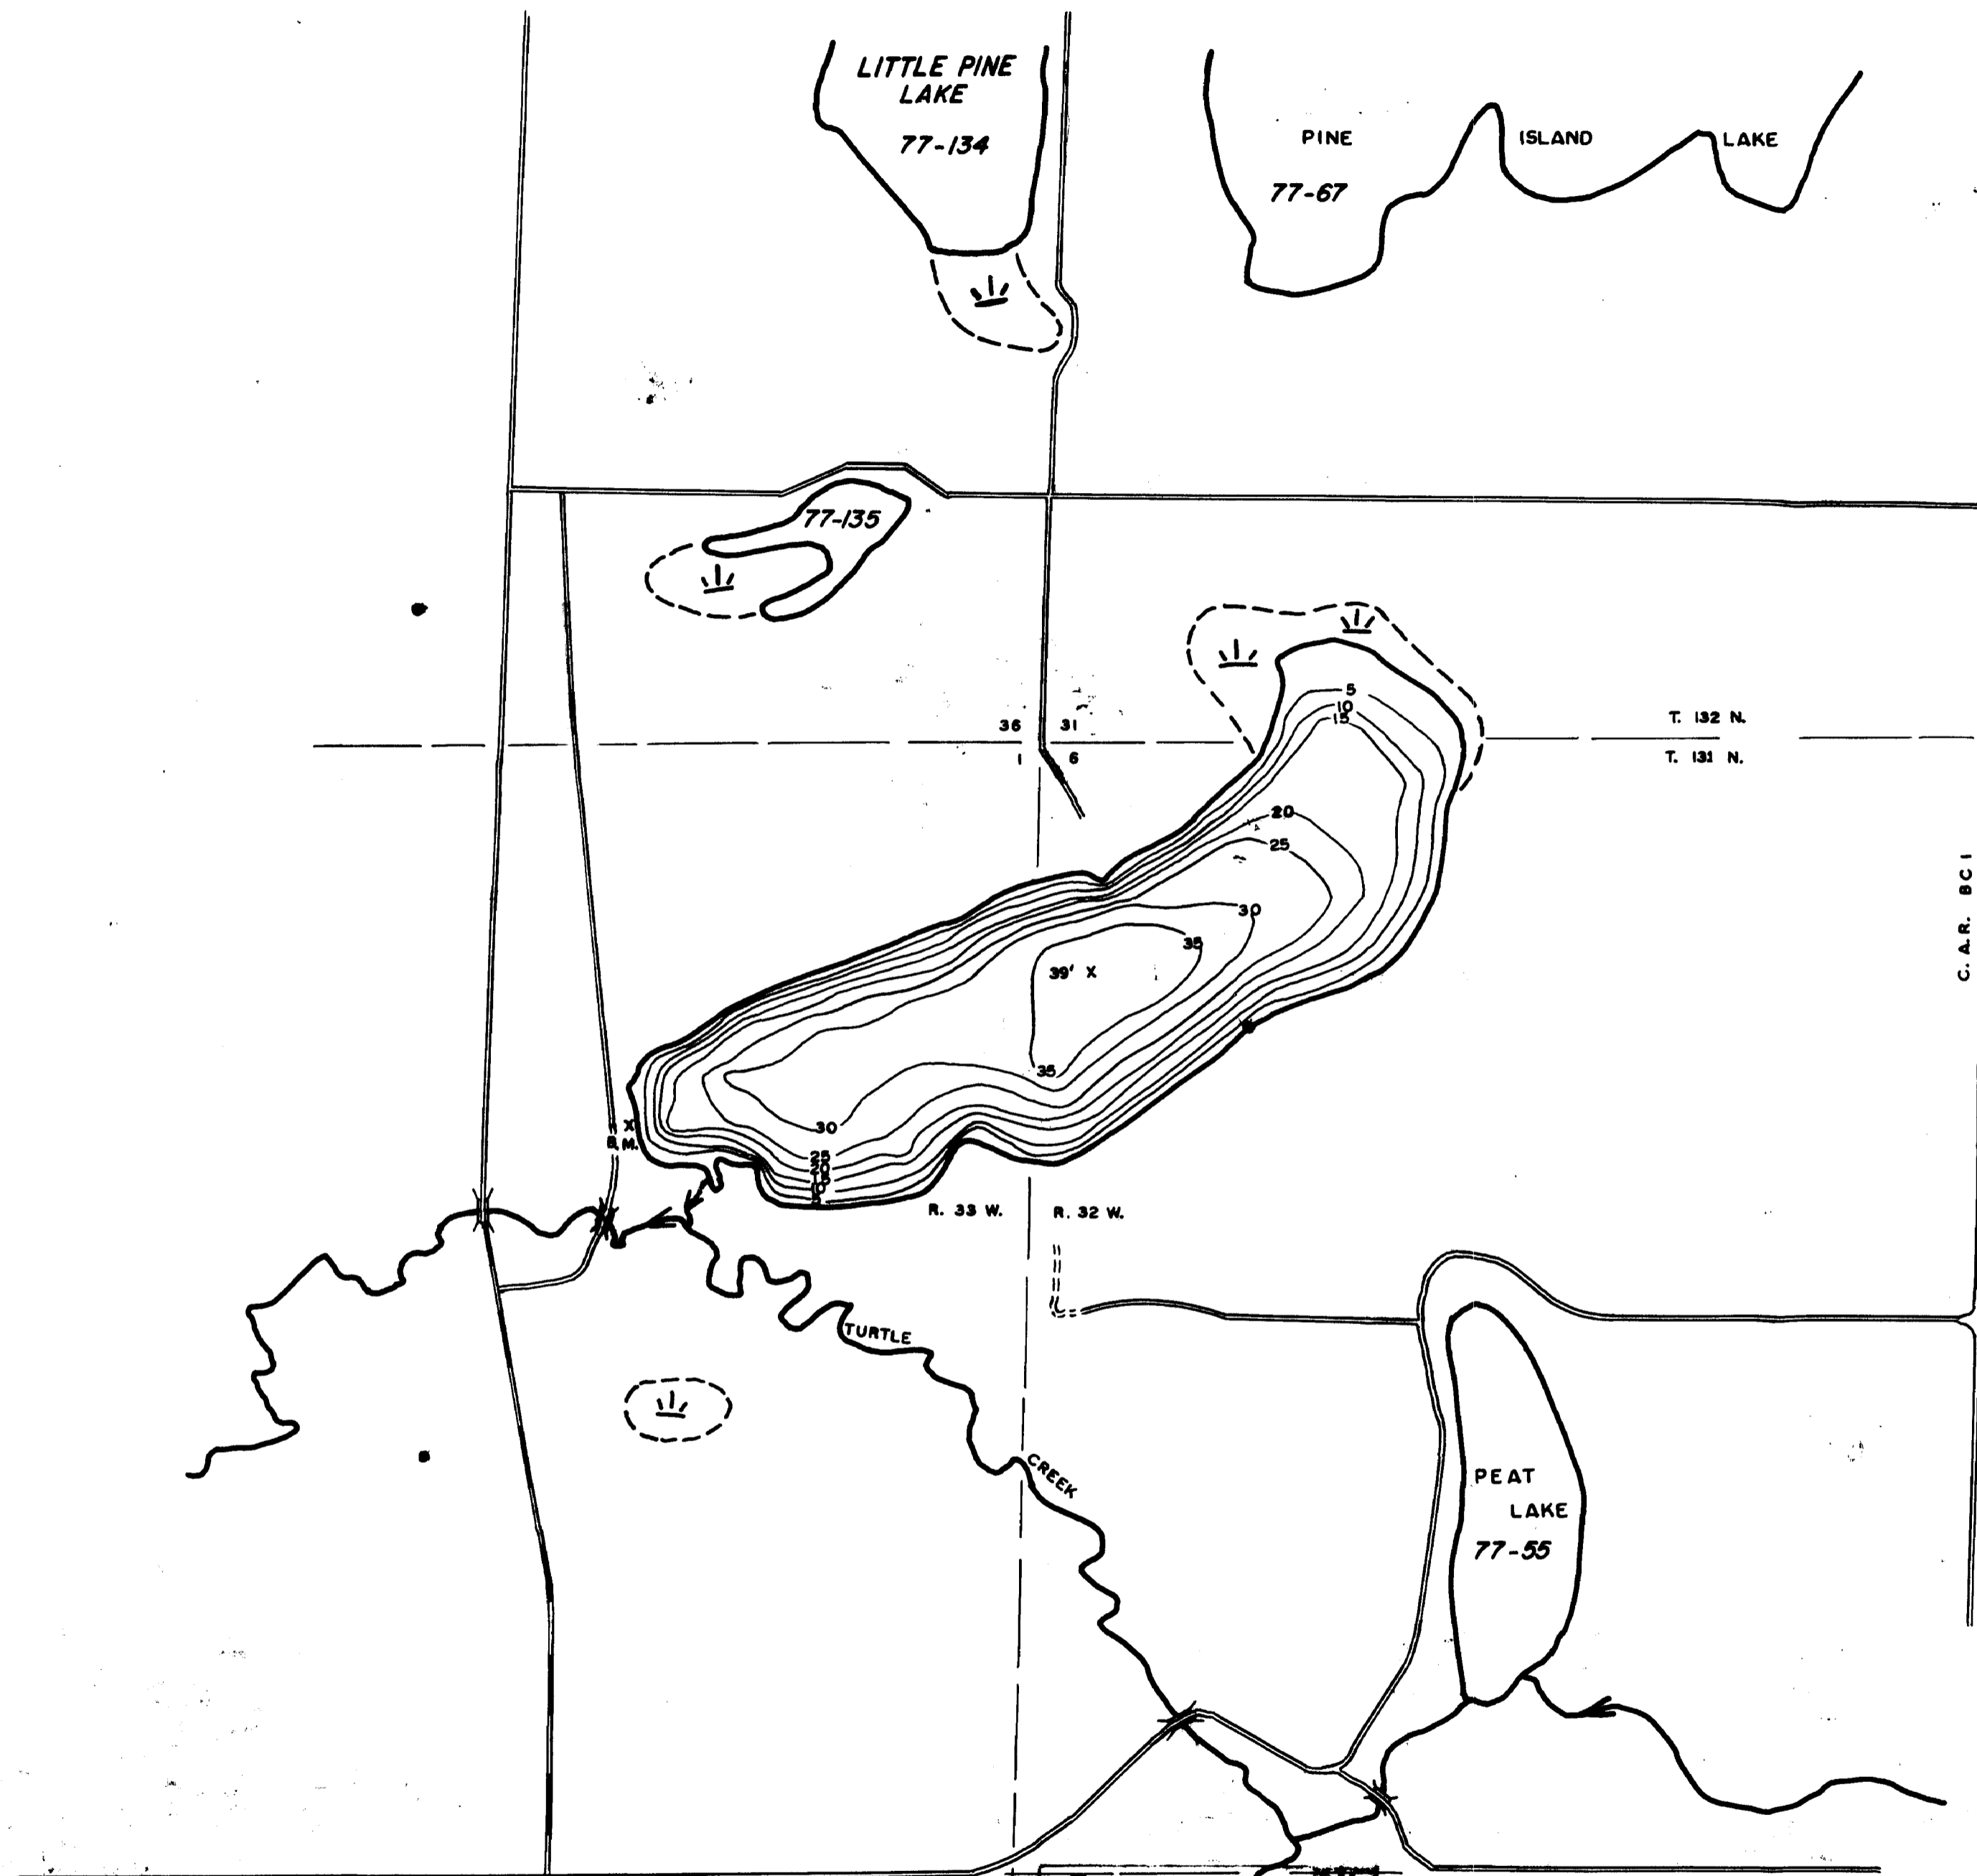 LITTLE PINE
LAKE
77-134
PINE ISLAND LAKE
77-67
77-135
5
10
15
36 31
T. 132 N.
1 6
T. 131 N.
20
25
C. A.R. BC I
30
35
39' X
35
30
X
B.M.
25
20
15
10
5
R. 33 W. R. 32 W.
TURTLE
CREEK
PEAT
LAKE
77-55